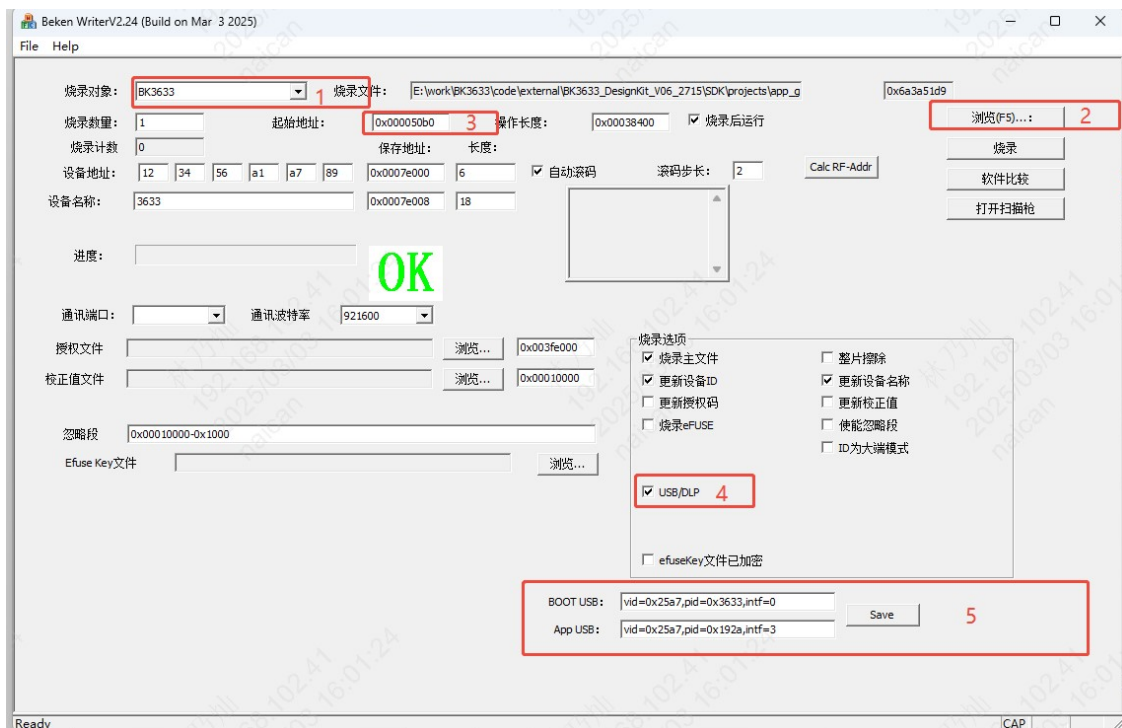 Beken WriterV2.24 (Build on Mar 3 2025)
File Help
烧录对象: BK3633 1 烧录文件: E:\work\BK3633\code\external\BK3633_DesignKit_V06_2715\SDK\projects\app_g 0x6a3a51d9
烧录数量: 1 起始地址: 0x000050b0 3 操作长度: 0x00038400 烧录后运行 浏览(F5)...: 2
烧录计数 0 保存地址: 长度: 烧录
设备地址: 12 34 56 a1 a7 89 0x0007e000 6 自动滚码 滚码步长: 2 Calc RF-Addr 软件比较
设备名称: 3633 0x0007e008 18 打开扫描枪
进度: OK
通讯端口: 通讯波特率 921600
授权文件 浏览... 0x003fe000
校正值文件 浏览... 0x00010000
忽略段 0x00010000-0x1000
Efuse Key文件 浏览...
烧录选项
烧录主文件 整片擦除
更新设备ID 更新设备名称
更新授权码 更新校正值
烧录eFUSE 使能忽略段
ID为大端模式
USB/DLP 4
efuseKey文件已加密
BOOT USB: vid=0x25a7,pid=0x3633,intf=0 Save 5
App USB: vid=0x25a7,pid=0x192a,intf=3
Ready CAP
192.168.102.41
2025/03/03 16:01:24
naican